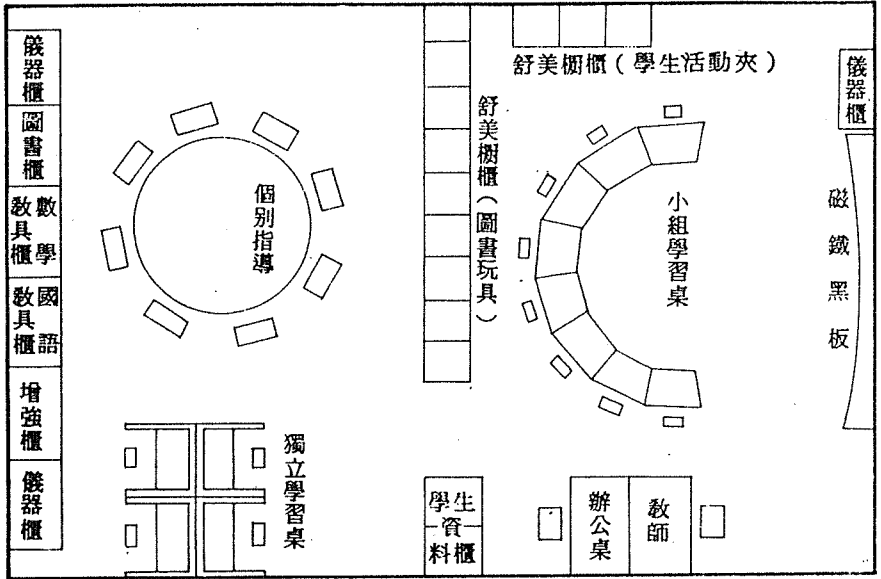 儀器櫃
圖書櫃
數學
教具櫃
國語
教具櫃
增強櫃
儀器櫃
個別指導
獨立學習桌
舒美櫥櫃(圖書玩具)
舒美櫥櫃(學生活動夾)
小組學習桌
儀器櫃
磁鐵黑板
學生
資
料櫃
辦公桌
教師